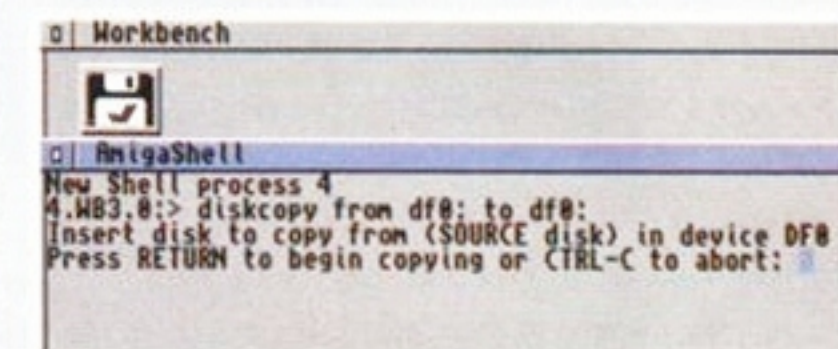 Workbench
AmigaShell
New Shell process 4
4.WB3.0:> diskcopy from df0: to df0:
Insert disk to copy from (SOURCE disk) in device DF0
Press RETURN to begin copying or CTRL-C to abort: